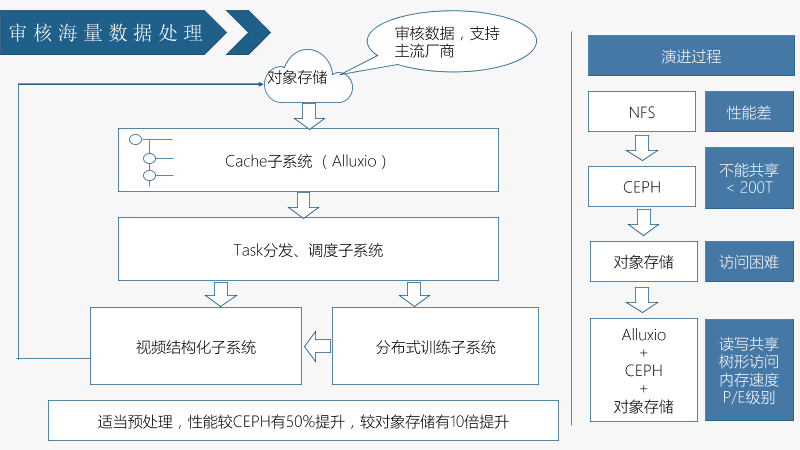 审核海量数据处理
审核数据，支持
主流厂商
对象存储
Cache子系统（ Alluxio ）
Task分发、调度子系统
视频结构化子系统
分布式训练子系统
适当预处理，性能较CEPH有50%提升，较对象存储有10倍提升
演进过程
NFS
性能差
CEPH
不能共享
< 200T
对象存储
访问困难
Alluxio
+
CEPH
+
对象存储
读写共享
树形访问
内存速度
P/E级别